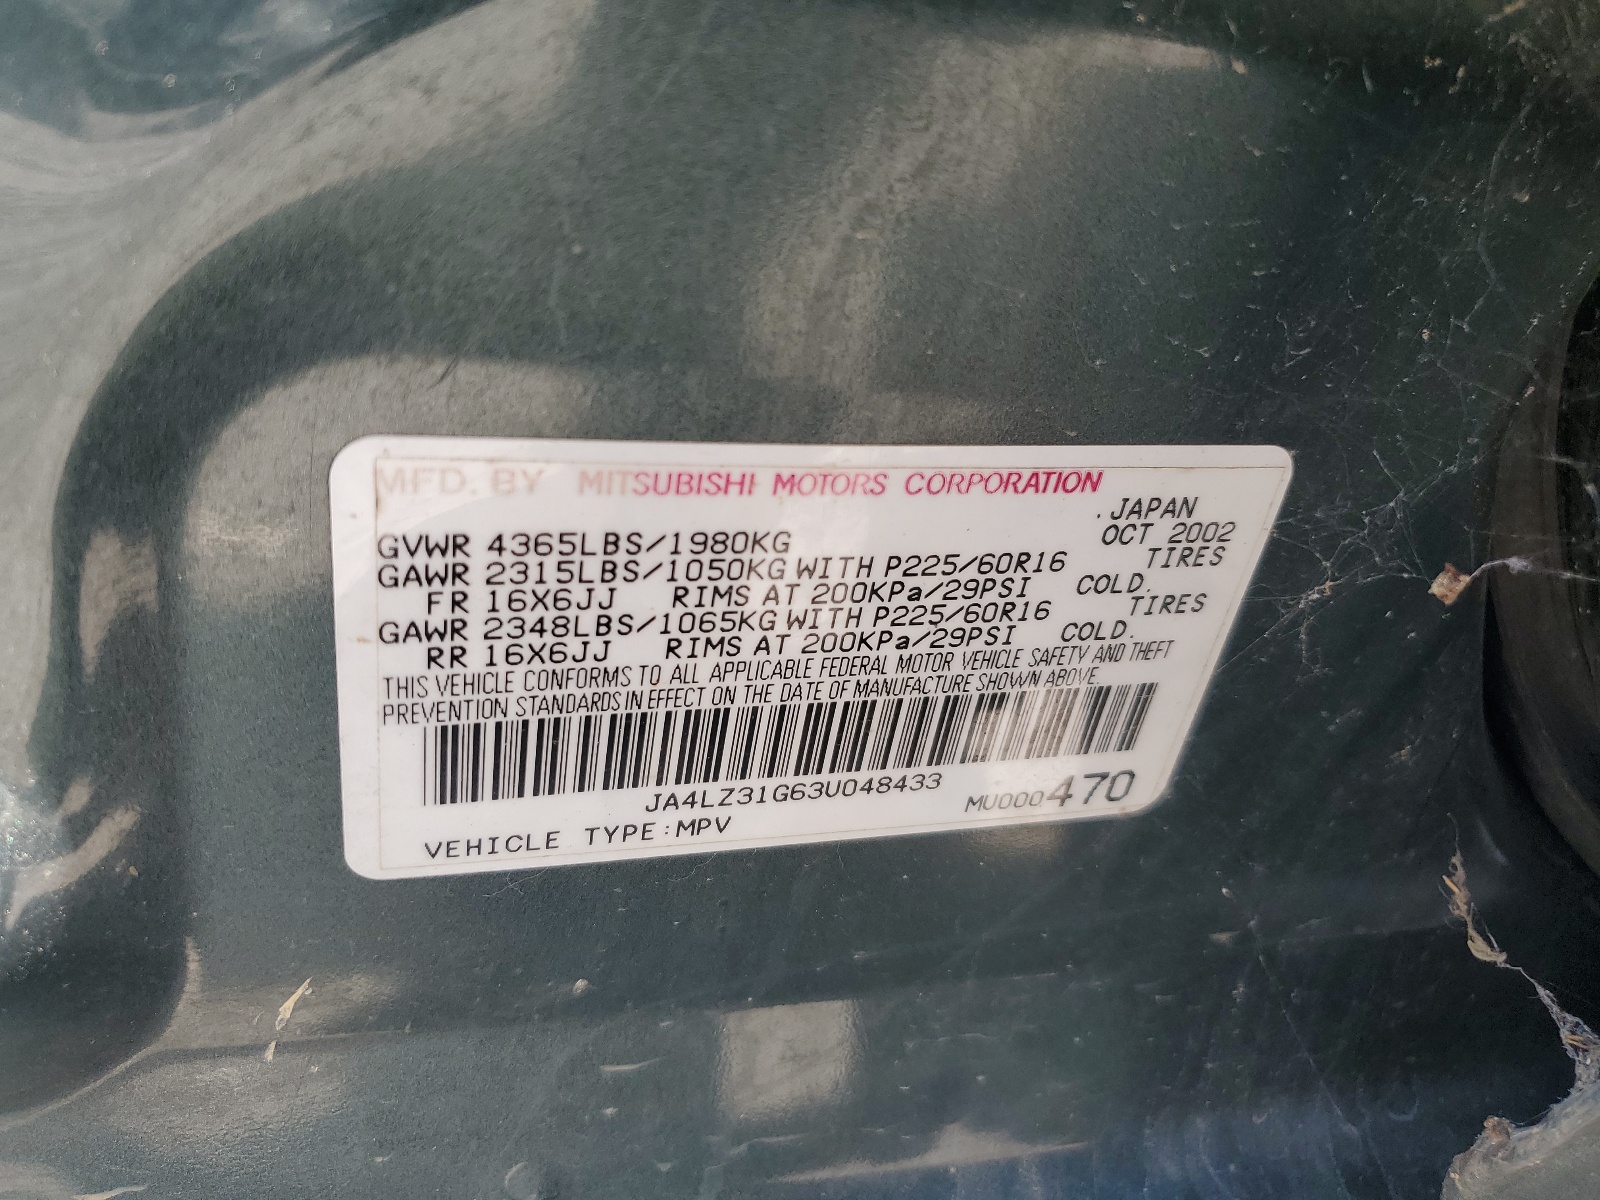 MFD. BY MITSUBISHI MOTORS CORPORATION
.JAPAN
GVWR 4365LBS/1980KG OCT 2002
GAWR 2315LBS/1050KG WITH P225/60R16 TIRES
FR 16X6JJ RIMS AT 200KPa/29PSI COLD.
GAWR 2348LBS/1065KG WITH P225/60R16 TIRES
RR 16X6JJ RIMS AT 200KPa/29PSI COLD.
THIS VEHICLE CONFORMS TO ALL APPLICABLE FEDERAL MOTOR VEHICLE SAFETY AND THEFT
PREVENTION STANDARDS IN EFFECT ON THE DATE OF MANUFACTURE SHOWN ABOVE.
JA4LZ31G63U048433
MU000470
VEHICLE TYPE:MPV